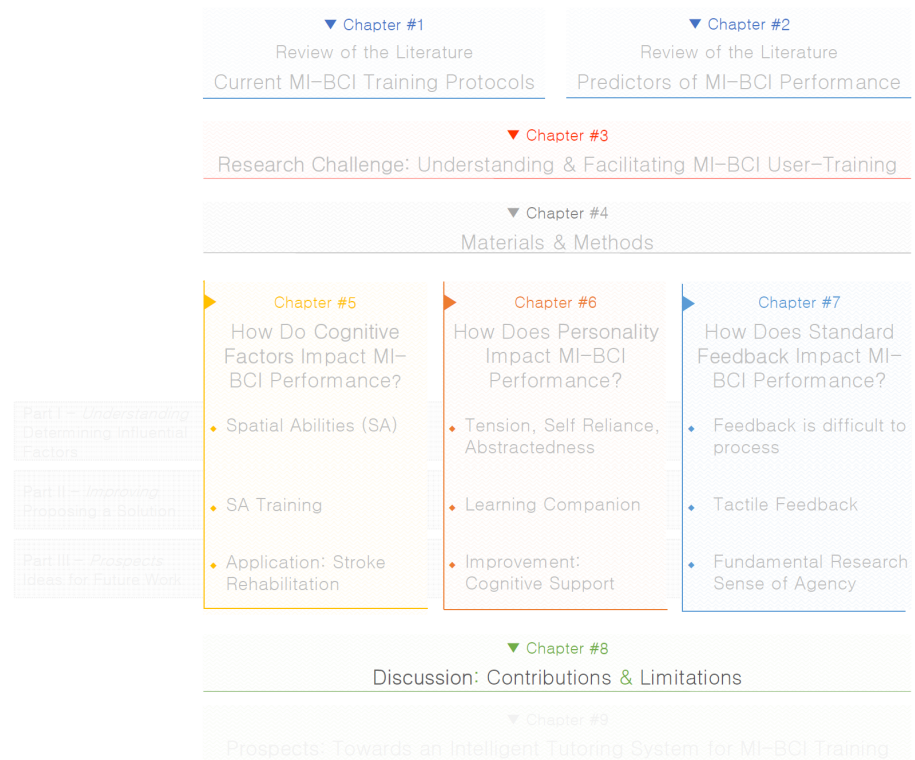 ▼ Chapter #1
Review of the Literature
Current MI-BCI Training Protocols
▼ Chapter #2
Review of the Literature
Predictors of MI-BCI Performance
▼ Chapter #3
Research Challenge: Understanding & Facilitating MI-BCI User-Training
▼ Chapter #4
Materials & Methods
Part I - Understanding
Determining Influential
Factors
Part II - Improving
Proposing a Solution
Part III - Prospects
Ideas for Future Work
Chapter #5
How Do Cognitive
Factors Impact MI-
BCI Performance?
Spatial Abilities (SA)
SA Training
Application: Stroke
Rehabilitation
Chapter #6
How Does Personality
Impact MI-BCI
Performance?
Tension, Self Reliance,
Abstractedness
Learning Companion
Improvement:
Cognitive Support
Chapter #7
How Does Standard
Feedback Impact MI-
BCI Performance?
Feedback is difficult to
process
Tactile Feedback
Fundamental Research
Sense of Agency
▼ Chapter #8
Discussion: Contributions & Limitations
▼ Chapter #9
Prospects: Towards an Intelligent Tutoring System for MI-BCI Training